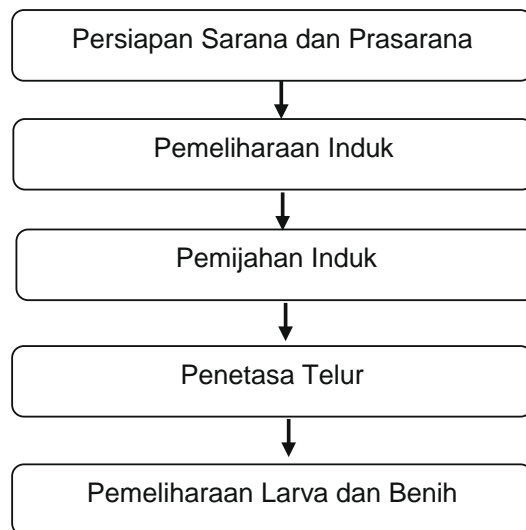 Persiapan Sarana dan Prasarana
Pemeliharaan Induk
Pemijahan Induk
Penetasa Telur
Pemeliharaan Larva dan Benih